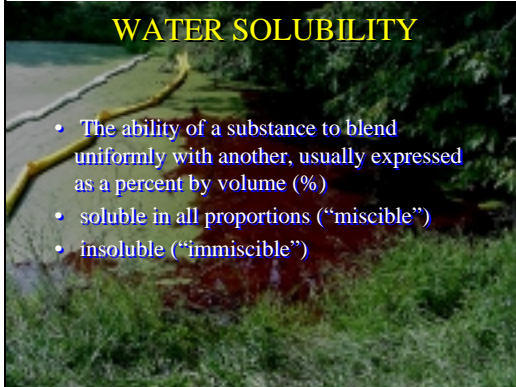 WATER SOLUBILITY
• The ability of a substance to blend
uniformly with another, usually expressed
as a percent by volume (%)
• soluble in all proportions (“miscible”)
• insoluble (“immiscible”)